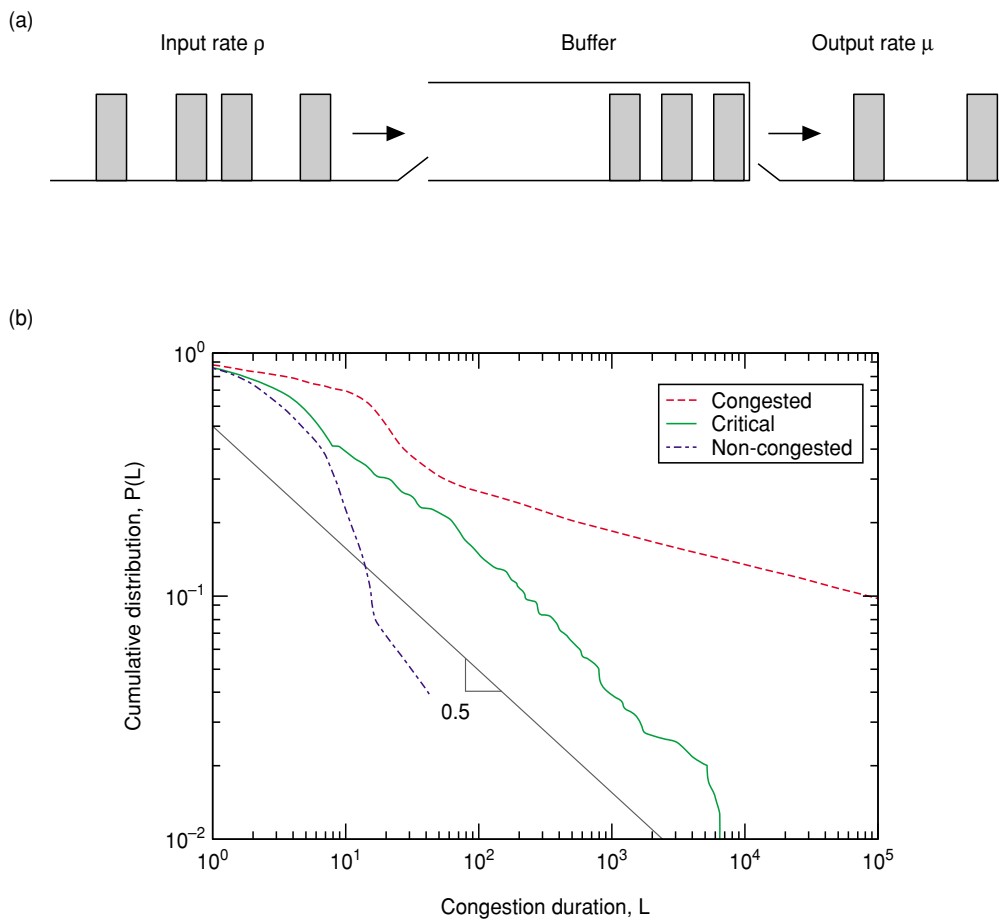 (a)
Input rate ρ
Buffer
Output rate μ
(b)
Cumulative distribution, P(L)
10⁰
10⁻¹
10⁻²
Congested
Critical
Non-congested
0.5
10⁰ 10¹ 10² 10³ 10⁴ 10⁵
Congestion duration, L